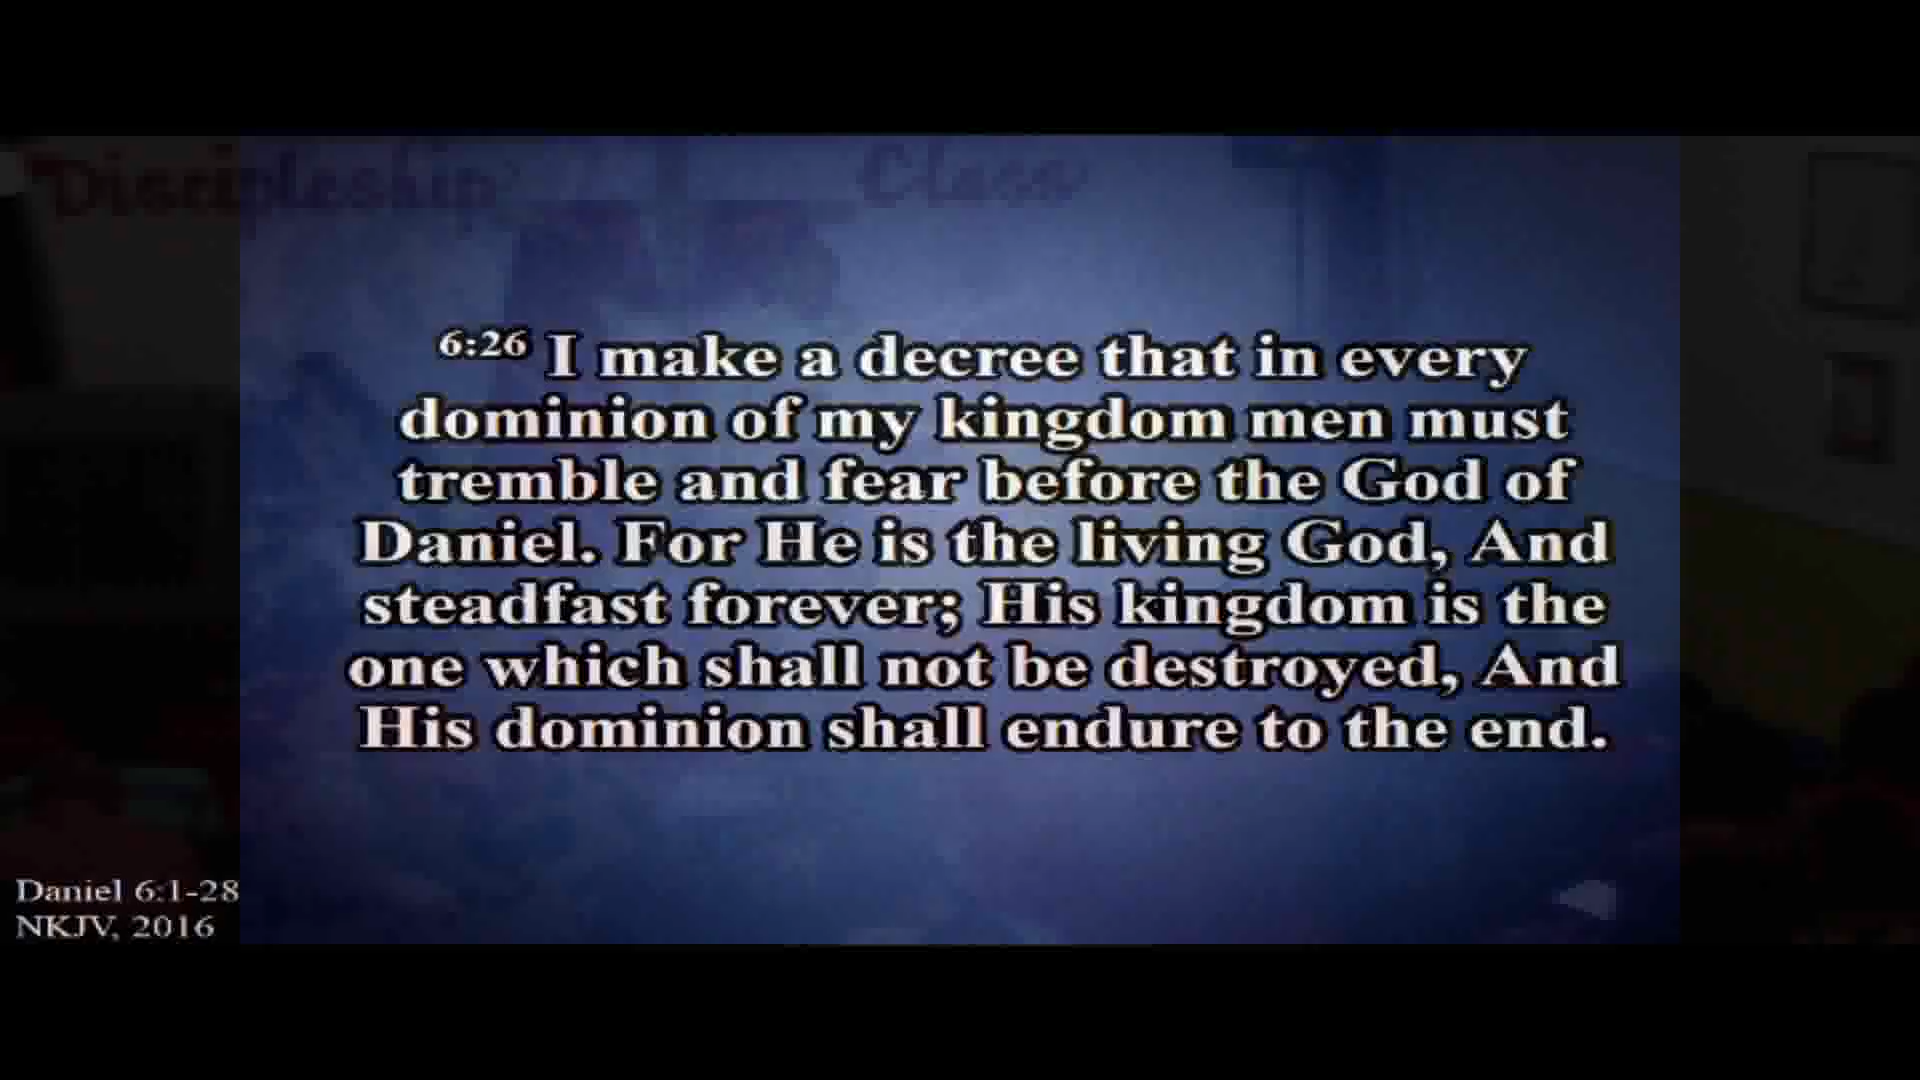 Discipleship Class
6:26 I make a decree that in every
dominion of my kingdom men must
tremble and fear before the God of
Daniel. For He is the living God, And
steadfast forever; His kingdom is the
one which shall not be destroyed, And
His dominion shall endure to the end.
Daniel 6:1-28
NKJV, 2016